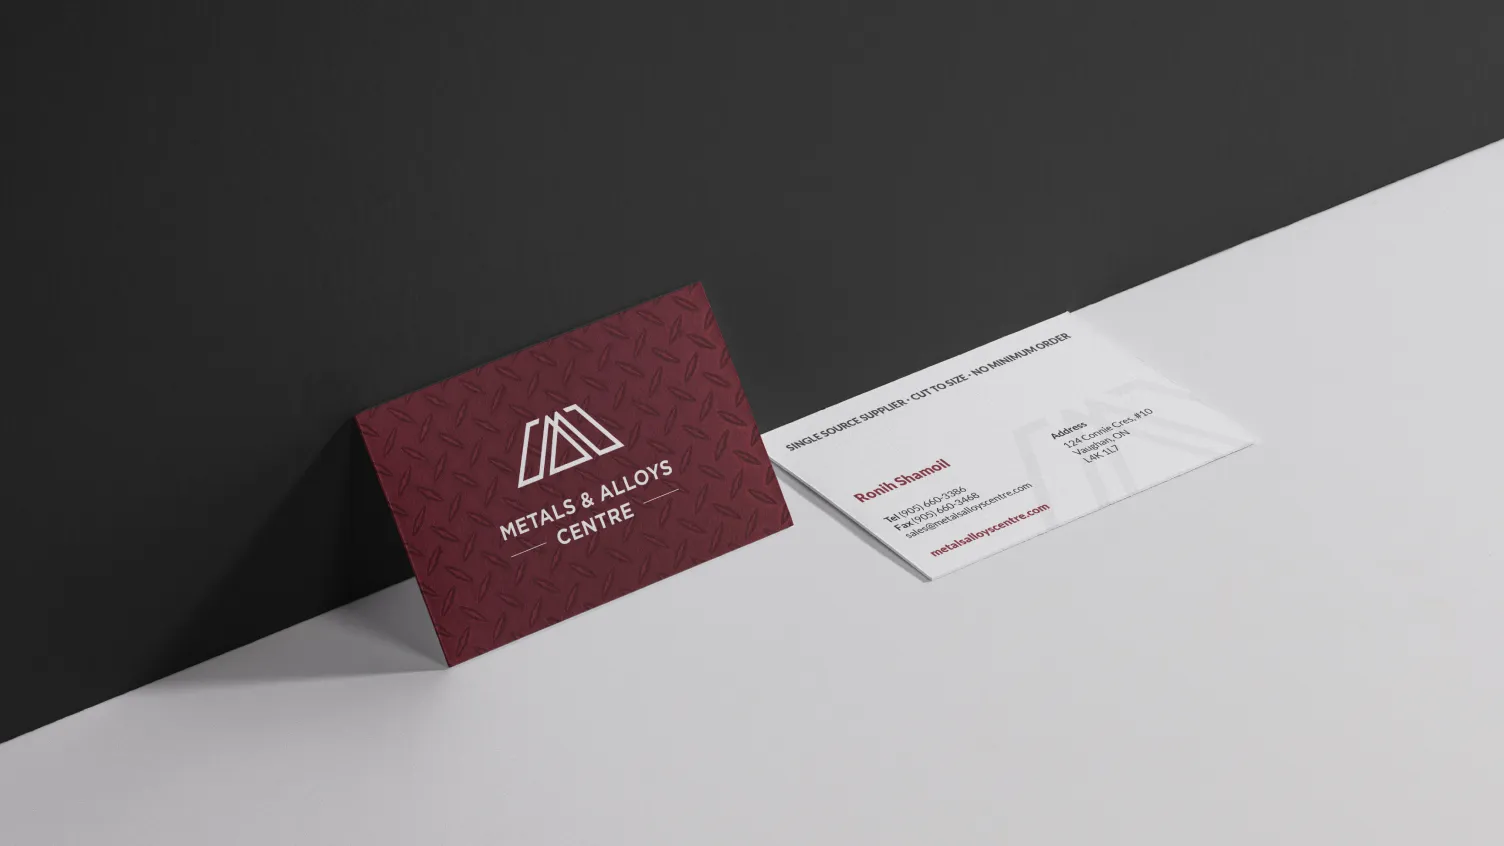 METALS & ALLOYS
CENTRE
SINGLE SOURCE SUPPLIER • CUT TO SIZE • NO MINIMUM ORDER
Ronih Shamoil
Tel (905) 660-3386
Fax (905) 660-3468
sales@metalsalloyscentre.com
metalsalloyscentre.com
Address
124 Connie Cres, #10
Vaughan, ON
L4K 1L7